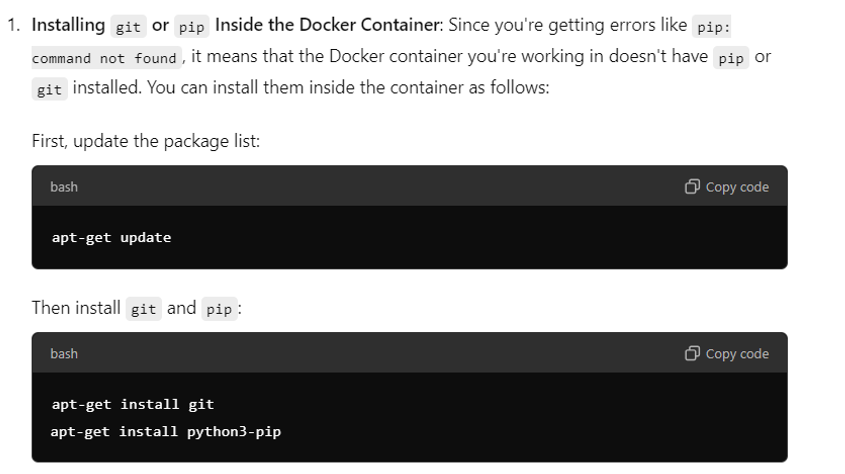 1. Installing git or pip Inside the Docker Container: Since you're getting errors like pip:
command not found, it means that the Docker container you're working in doesn't have pip or
git installed. You can install them inside the container as follows:
First, update the package list:
bash Copy code
apt-get update
Then install git and pip:
bash Copy code
apt-get install git
apt-get install python3-pip